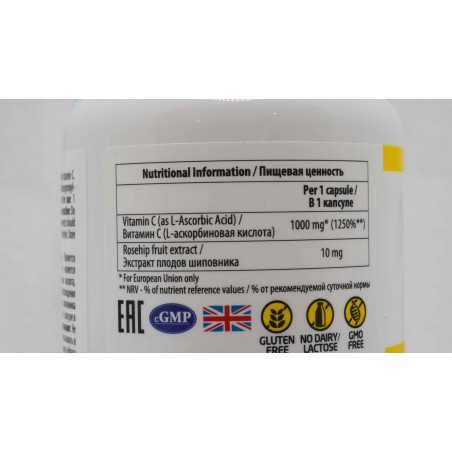 Nutritional Information / Пищевая ценность
Per 1 capsule /
В 1 капсуле
Vitamin C (as L-Ascorbic Acid) /
Витамин C (L-аскорбиновая кислота)
1000 mg* (1250%**)
Rosehip fruit extract /
Экстракт плодов шиповника
10 mg
* For European Union only
** NRV - % of nutrient reference values / % от рекомендуемой суточной нормы
EAC
cGMP
GLUTEN
FREE
NO DAIRY/
LACTOSE
GMO
FREE